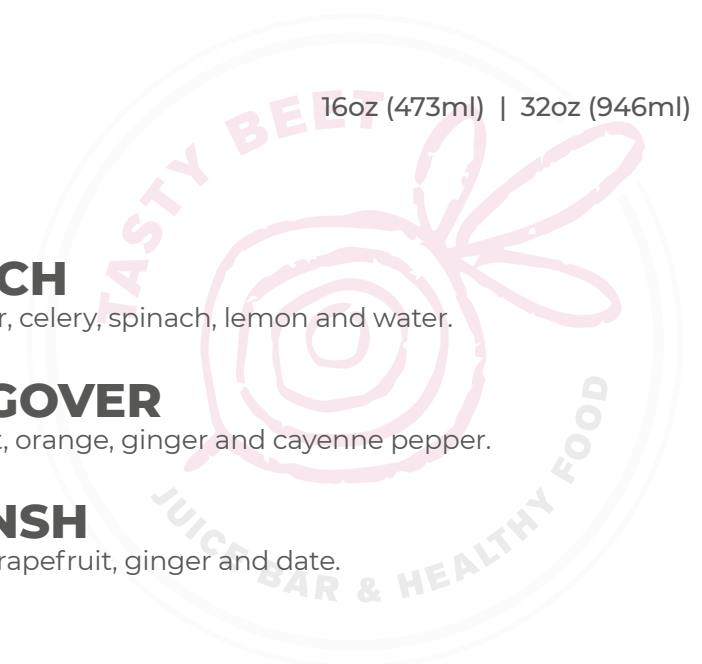 TASTY BEET
16oz (473ml) | 32oz (946ml)
CH
r, celery, spinach, lemon and water.
GOVER
, orange, ginger and cayenne pepper.
NSH
rapefruit, ginger and date.
JUICE BAR & HEALTHY FOOD